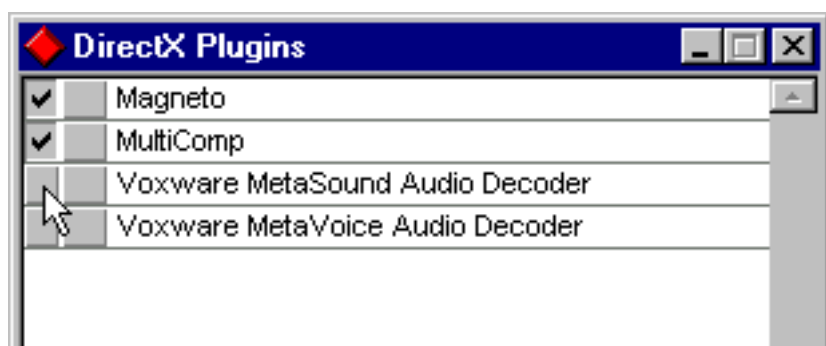 DirectX Plugins
Magneto
MultiComp
Voxware MetaSound Audio Decoder
Voxware MetaVoice Audio Decoder